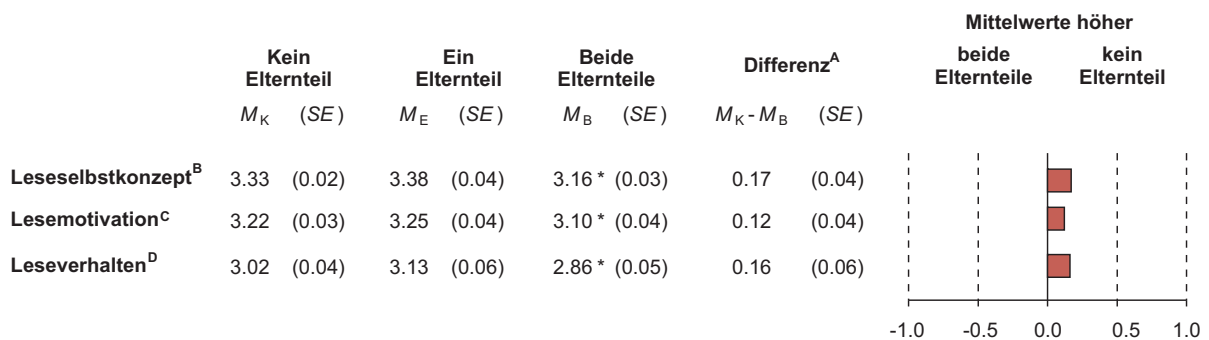 Mittelwerte höher
Kein Elternteil Ein Elternteil Beide Elternteile Differenz^A beide Elternteile kein Elternteil
M_K (SE) M_E (SE) M_B (SE) M_K - M_B (SE)
Leseselbstkonzept^B 3.33 (0.02) 3.38 (0.04) 3.16 * (0.03) 0.17 (0.04)
Lesemotivation^C 3.22 (0.03) 3.25 (0.04) 3.10 * (0.04) 0.12 (0.04)
Leseverhalten^D 3.02 (0.04) 3.13 (0.06) 2.86 * (0.05) 0.16 (0.06)
-1.0 -0.5 0.0 0.5 1.0